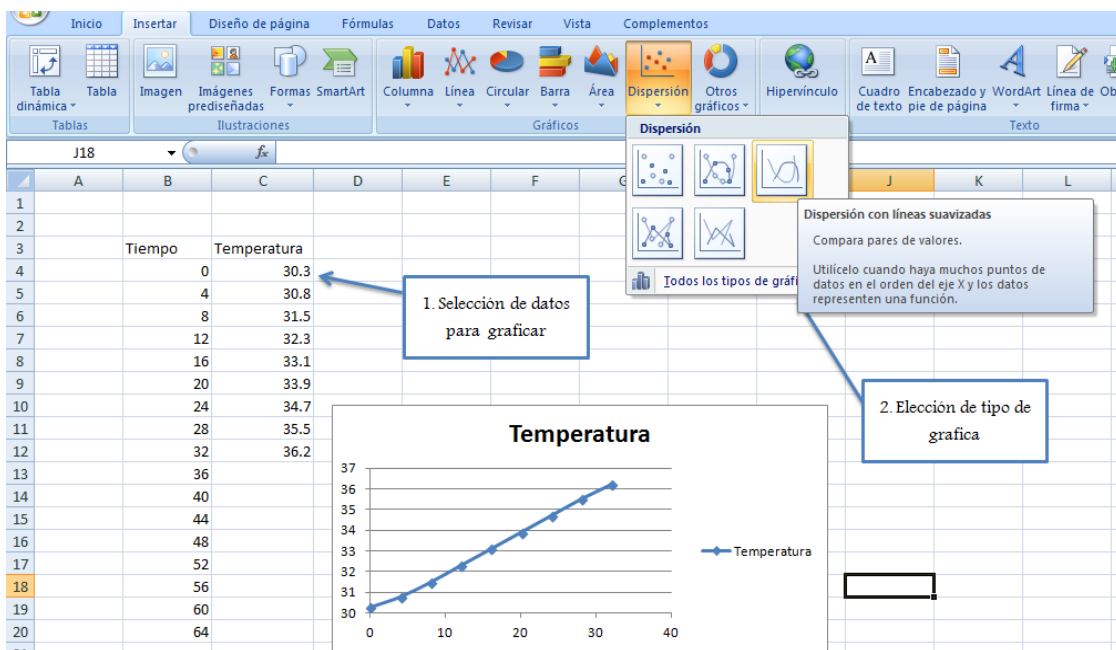 Inicio Insertar Diseño de página Fórmulas Datos Revisar Vista Complementos
Tabla dinámica Tabla Imagen Imágenes prediseñadas Formas SmartArt Columna Línea Circular Barra Área Dispersión Otros gráficos Hipervínculo Cuadro de texto Encabezado y pie de página WordArt Línea de firma
Tablas Ilustraciones Gráficos Texto
J18 fx
Dispersión
Todos los tipos de
Dispersión con líneas suavizadas
Compara pares de valores.
Utilícelo cuando haya muchos puntos de
datos en el orden del eje X y los datos
representen una función.
A B C D E F J K L
1
2
3 Tiempo Temperatura
4 0 30.3
5 4 30.8
6 8 31.5
7 12 32.3
8 16 33.1
9 20 33.9
10 24 34.7
11 28 35.5
12 32 36.2
13 36
14 40
15 44
16 48
17 52
18 56
19 60
20 64
1. Selección de datos
para graficar
2. Elección de tipo de
grafica
Temperatura
37
36
35
34
33
32
31
30
0 10 20 30 40
Temperatura